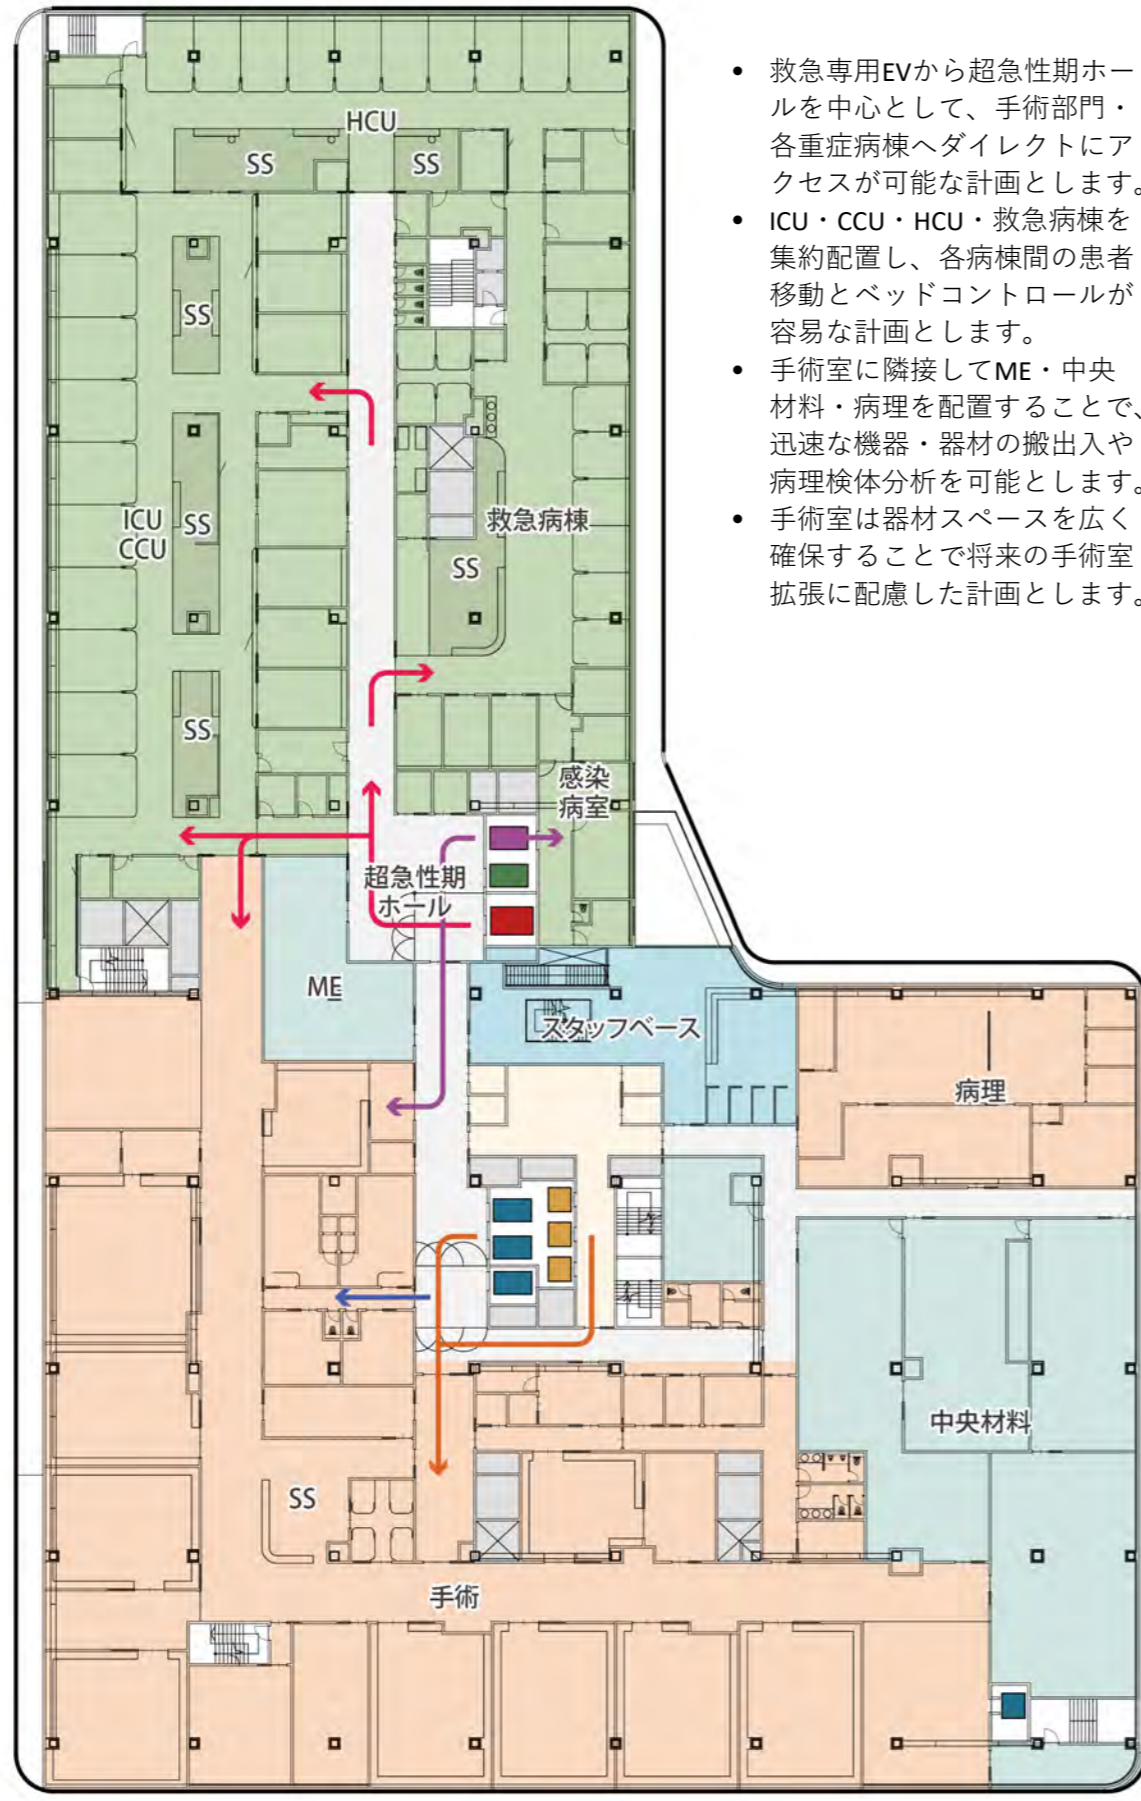 • 救急専用EVから超急性期ホー
ルを中心として、手術部門・
各重症病棟へダイレクトにア
クセスが可能な計画とします。
• ICU・CCU・HCU・救急病棟を
集約配置し、各病棟間の患者
移動とベッドコントロールが
容易な計画とします。
• 手術室に隣接してME・中央
材料・病理を配置することで、
迅速な機器・器材の搬出入や
病理検体分析を可能とします。
• 手術室は器材スペースを広く
確保することで将来の手術室
拡張に配慮した計画とします。
HCU
SS
SS
SS
ICU
CCU
SS
救急病棟
SS
SS
感染
病室
超急性期
ホール
ME
スタッフベース
病理
中央材料
SS
手術